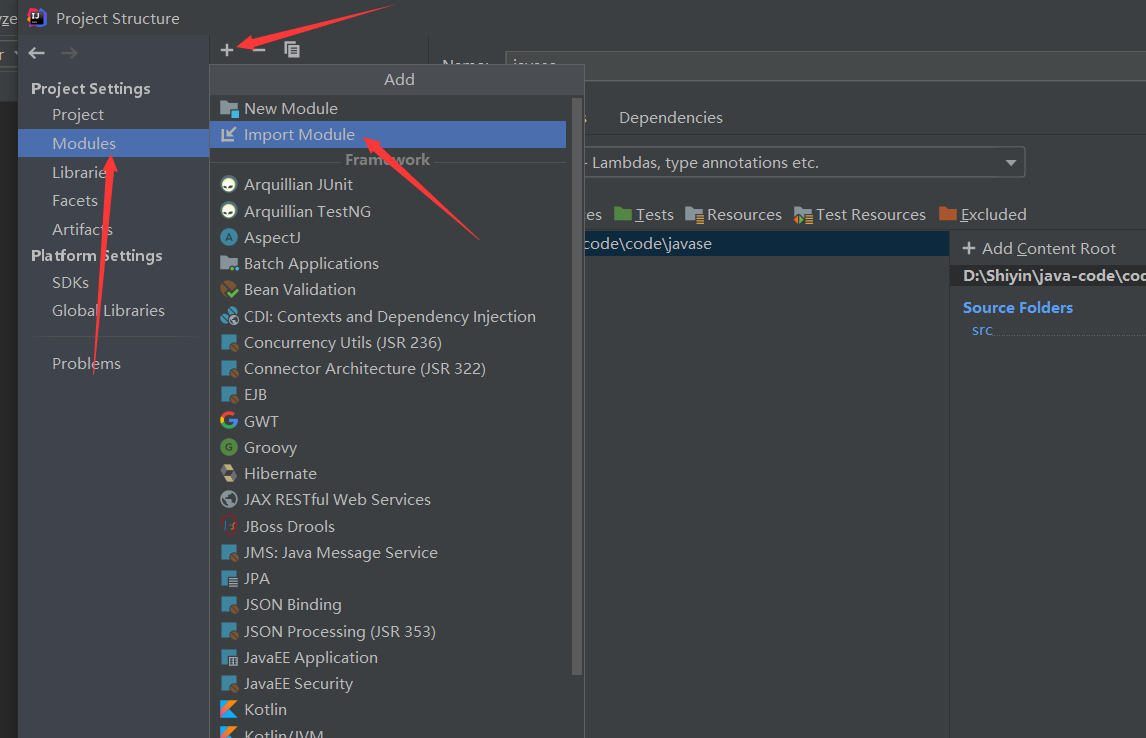 Project Structure
Project Settings
Project
Modules
Libraries
Facets
Artifacts
Platform Settings
SDKs
Global Libraries
Problems
Add
New Module
Import Module
Framework
Arquillian JUnit
Arquillian TestNG
AspectJ
Batch Applications
Bean Validation
CDI: Contexts and Dependency Injection
Concurrency Utils (JSR 236)
Connector Architecture (JSR 322)
EJB
GWT
Groovy
Hibernate
JAX RESTful Web Services
JBoss Drools
JMS: Java Message Service
JPA
JSON Binding
JSON Processing (JSR 353)
JavaEE Application
JavaEE Security
Kotlin
Kotlin/JVM
Name: javase
Dependencies
- Lambdas, type annotations etc.
Tests Resources Test Resources Excluded
code\code\javase
Add Content Root
D:\Shiyin\java-code\cod
Source Folders
src